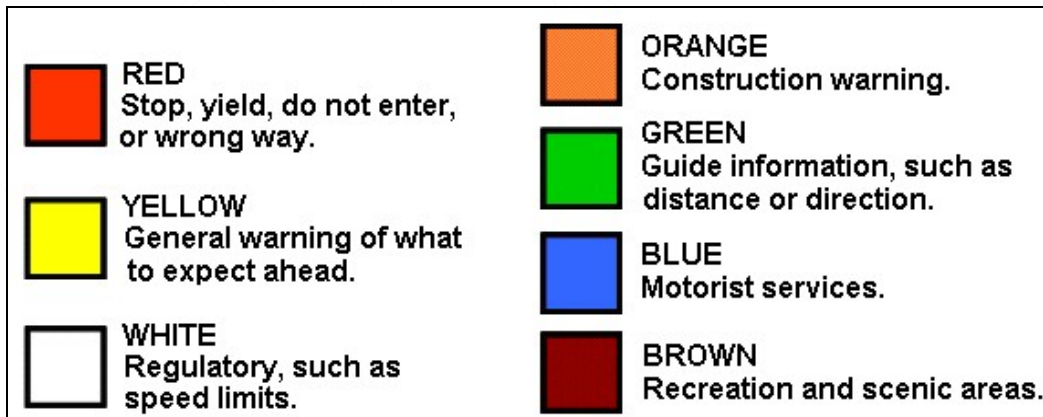 RED
Stop, yield, do not enter,
or wrong way.
YELLOW
General warning of what
to expect ahead.
WHITE
Regulatory, such as
speed limits.
ORANGE
Construction warning.
GREEN
Guide information, such as
distance or direction.
BLUE
Motorist services.
BROWN
Recreation and scenic areas.